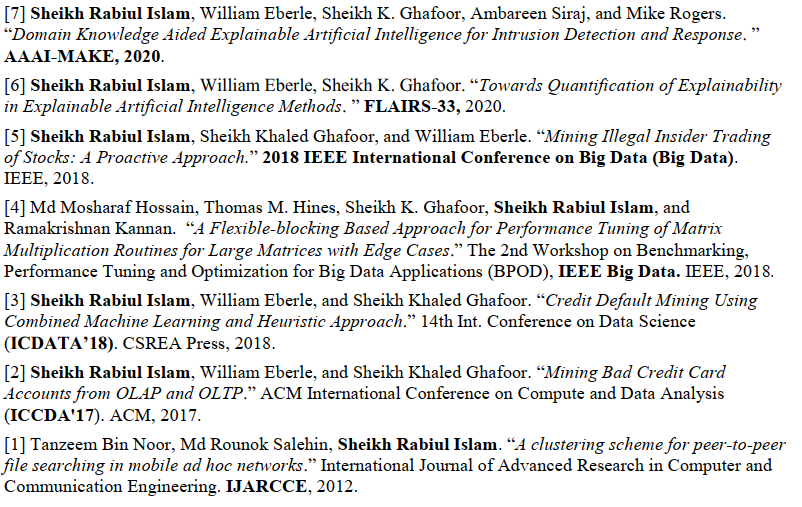 [7] Sheikh Rabiul Islam, William Eberle, Sheikh K. Ghafoor, Ambareen Siraj, and Mike Rogers.
“Domain Knowledge Aided Explainable Artificial Intelligence for Intrusion Detection and Response. ”
AAAI-MAKE, 2020.
[6] Sheikh Rabiul Islam, William Eberle, Sheikh K. Ghafoor. “Towards Quantification of Explainability
in Explainable Artificial Intelligence Methods. ” FLAIRS-33, 2020.
[5] Sheikh Rabiul Islam, Sheikh Khaled Ghafoor, and William Eberle. “Mining Illegal Insider Trading
of Stocks: A Proactive Approach.” 2018 IEEE International Conference on Big Data (Big Data).
IEEE, 2018.
[4] Md Mosharaf Hossain, Thomas M. Hines, Sheikh K. Ghafoor, Sheikh Rabiul Islam, and
Ramakrishnan Kannan.  “A Flexible-blocking Based Approach for Performance Tuning of Matrix
Multiplication Routines for Large Matrices with Edge Cases.” The 2nd Workshop on Benchmarking,
Performance Tuning and Optimization for Big Data Applications (BPOD), IEEE Big Data. IEEE, 2018.
[3] Sheikh Rabiul Islam, William Eberle, and Sheikh Khaled Ghafoor. “Credit Default Mining Using
Combined Machine Learning and Heuristic Approach.” 14th Int. Conference on Data Science
(ICDATA’18). CSREA Press, 2018.
[2] Sheikh Rabiul Islam, William Eberle, and Sheikh Khaled Ghafoor. “Mining Bad Credit Card
Accounts from OLAP and OLTP.” ACM International Conference on Compute and Data Analysis
(ICCDA'17). ACM, 2017.
[1] Tanzeem Bin Noor, Md Rounok Salehin, Sheikh Rabiul Islam. “A clustering scheme for peer-to-peer
file searching in mobile ad hoc networks.” International Journal of Advanced Research in Computer and
Communication Engineering. IJARCCE, 2012.